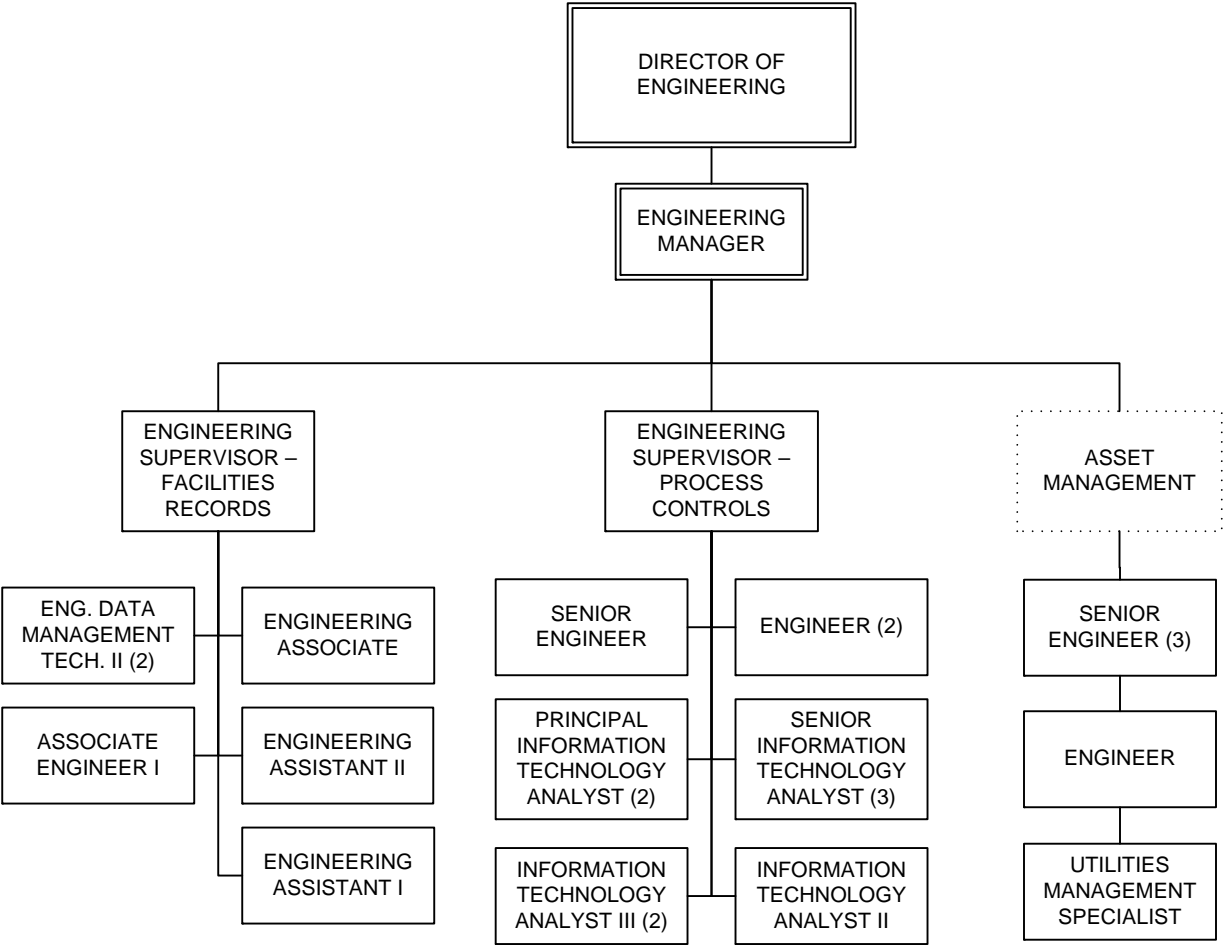 DIRECTOR OF
ENGINEERING
ENGINEERING
MANAGER
ENGINEERING
SUPERVISOR –
FACILITIES
RECORDS
ENGINEERING
SUPERVISOR –
PROCESS
CONTROLS
ASSET
MANAGEMENT
ENG. DATA
MANAGEMENT
TECH. II (2)
ENGINEERING
ASSOCIATE
ASSOCIATE
ENGINEER I
ENGINEERING
ASSISTANT II
ENGINEERING
ASSISTANT I
SENIOR
ENGINEER
ENGINEER (2)
PRINCIPAL
INFORMATION
TECHNOLOGY
ANALYST (2)
SENIOR
INFORMATION
TECHNOLOGY
ANALYST (3)
INFORMATION
TECHNOLOGY
ANALYST III (2)
INFORMATION
TECHNOLOGY
ANALYST II
SENIOR
ENGINEER (3)
ENGINEER
UTILITIES
MANAGEMENT
SPECIALIST